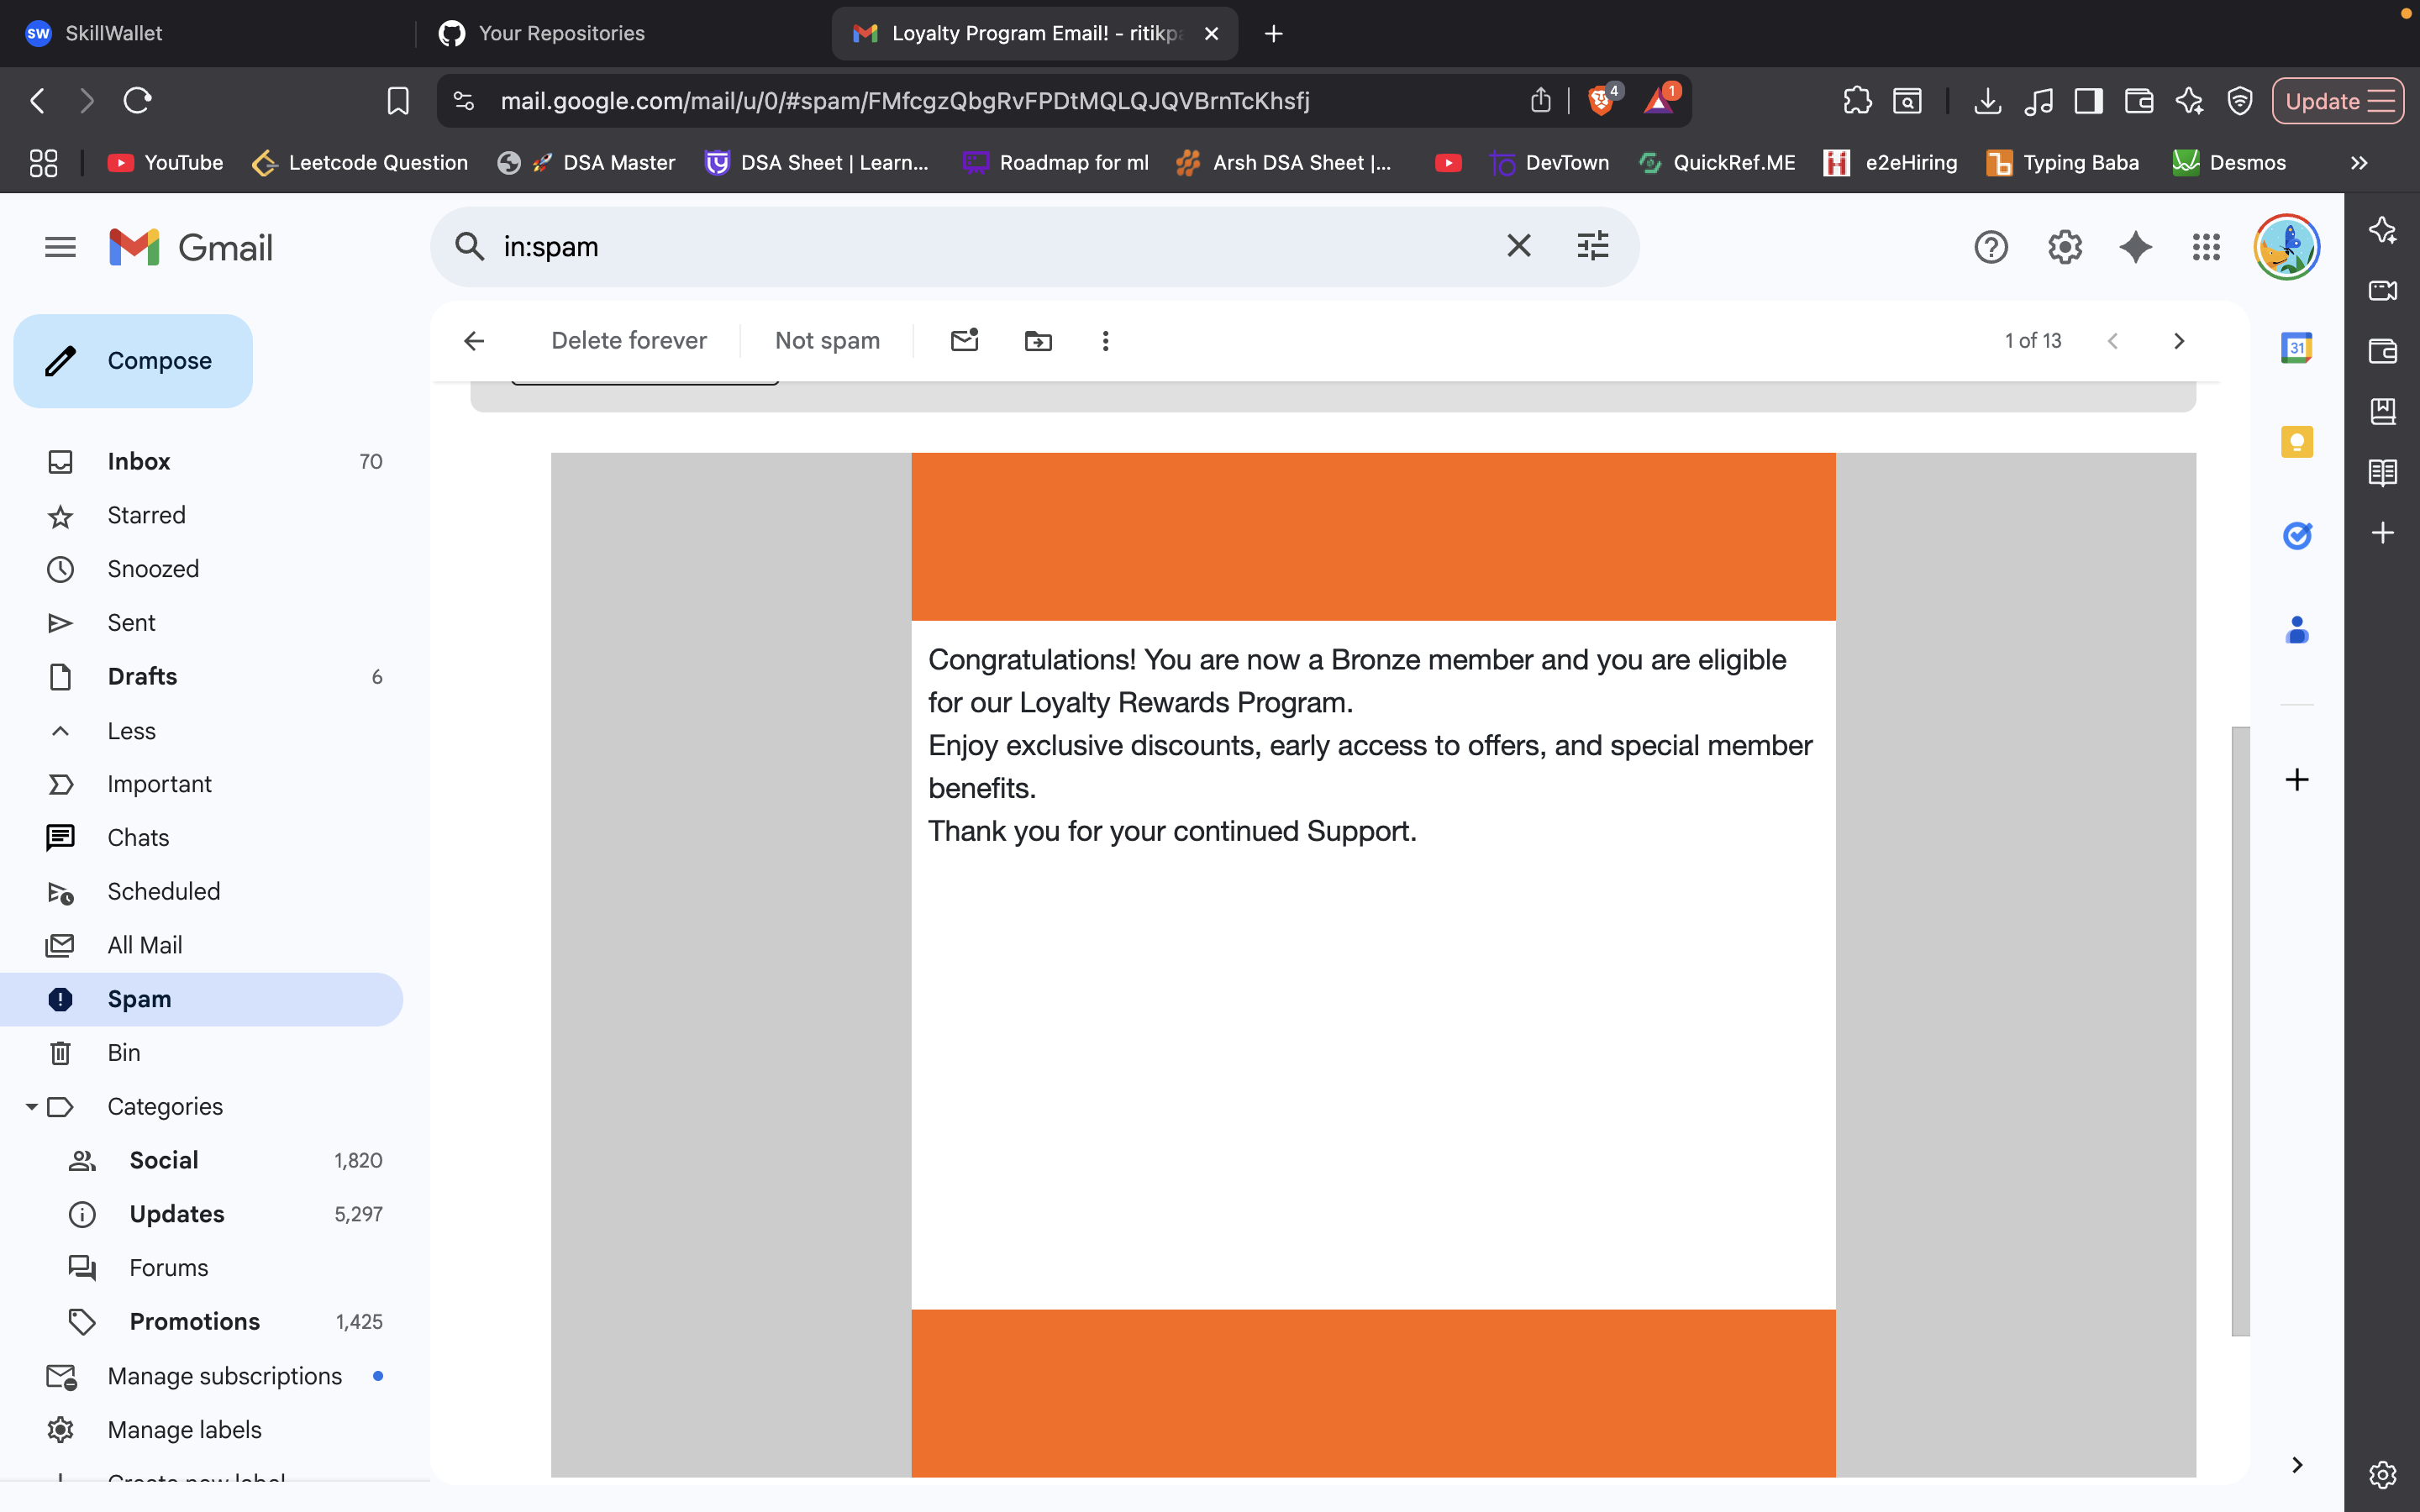 SkillWallet
Your Repositories
Loyalty Program Email! - ritikpa
mail.google.com/mail/u/0/#spam/FMfcgzQbgRvFPDtMQLQJQVBrnTcKhsfj
4
1
Update
YouTube
Leetcode Question
DSA Master
DSA Sheet | Learn...
Roadmap for ml
Arsh DSA Sheet |...
DevTown
QuickRef.ME
e2eHiring
Typing Baba
Desmos
Gmail
in:spam
Compose
Delete forever
Not spam
1 of 13
Inbox 70
Starred
Snoozed
Sent
Drafts 6
Less
Important
Chats
Scheduled
All Mail
Spam
Bin
Categories
Social 1,820
Updates 5,297
Forums
Promotions 1,425
Manage subscriptions
Manage labels
Create new label
Congratulations! You are now a Bronze member and you are eligible
for our Loyalty Rewards Program.
Enjoy exclusive discounts, early access to offers, and special member
benefits.
Thank you for your continued Support.
31